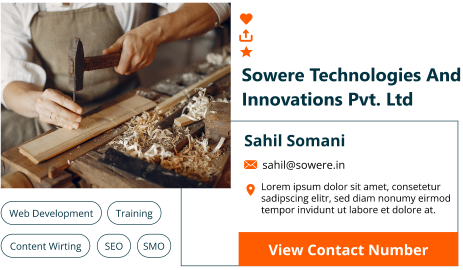 Sowere Technologies And
Innovations Pvt. Ltd
Sahil Somani
sahil@sowere.in
Lorem ipsum dolor sit amet, consetetur
sadipscing elitr, sed diam nonumy eirmod
tempor invidunt ut labore et dolore at.
View Contact Number
Web Development
Training
Content Wirting
SEO
SMO